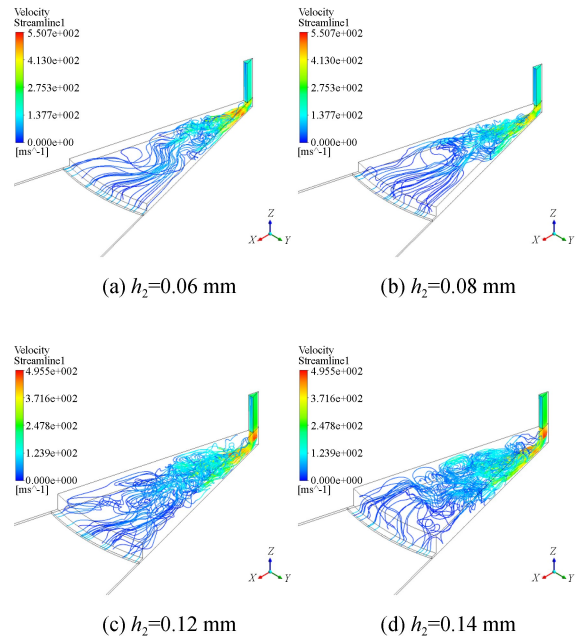 Velocity
Streamline1
5.507e+002
4.130e+002
2.753e+002
1.377e+002
0.000e+000
[ms^-1]
Z
X
Y
(a) h₂=0.06 mm
Velocity
Streamline1
5.507e+002
4.130e+002
2.753e+002
1.377e+002
0.000e+000
[ms^-1]
Z
X
Y
(b) h₂=0.08 mm
Velocity
Streamline1
4.955e+002
3.716e+002
2.478e+002
1.239e+002
0.000e+000
[ms^-1]
Z
X
Y
(c) h₂=0.12 mm
Velocity
Streamline1
4.955e+002
3.716e+002
2.478e+002
1.239e+002
0.000e+000
[ms^-1]
Z
X
Y
(d) h₂=0.14 mm